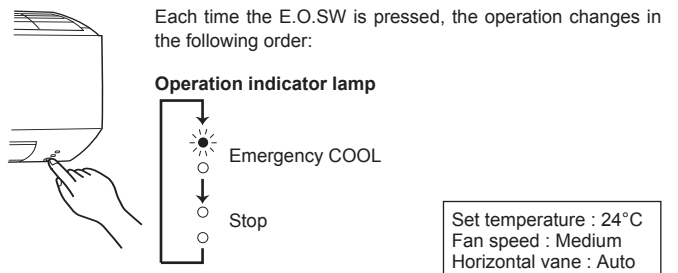 Each time the E.O.SW is pressed, the operation changes in
the following order:
Operation indicator lamp
Emergency COOL
Stop
Set temperature : 24°C
Fan speed : Medium
Horizontal vane : Auto